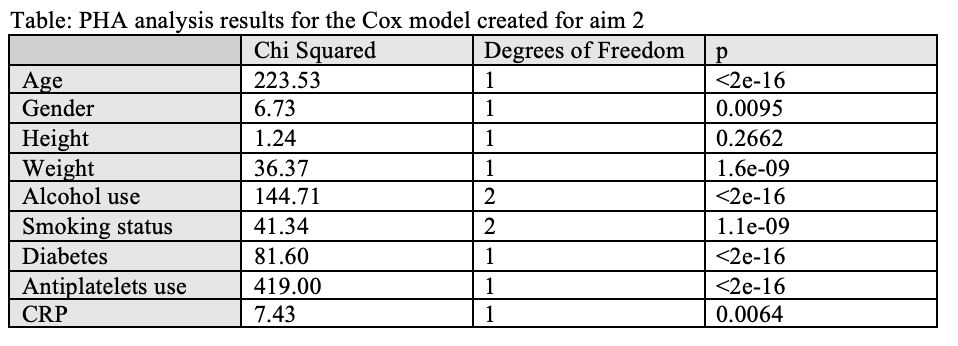 Table: PHA analysis results for the Cox model created for aim 2
Chi Squared Degrees of Freedom p
Age 223.53 1 <2e-16
Gender 6.73 1 0.0095
Height 1.24 1 0.2662
Weight 36.37 1 1.6e-09
Alcohol use 144.71 2 <2e-16
Smoking status 41.34 2 1.1e-09
Diabetes 81.60 1 <2e-16
Antiplatelets use 419.00 1 <2e-16
CRP 7.43 1 0.0064